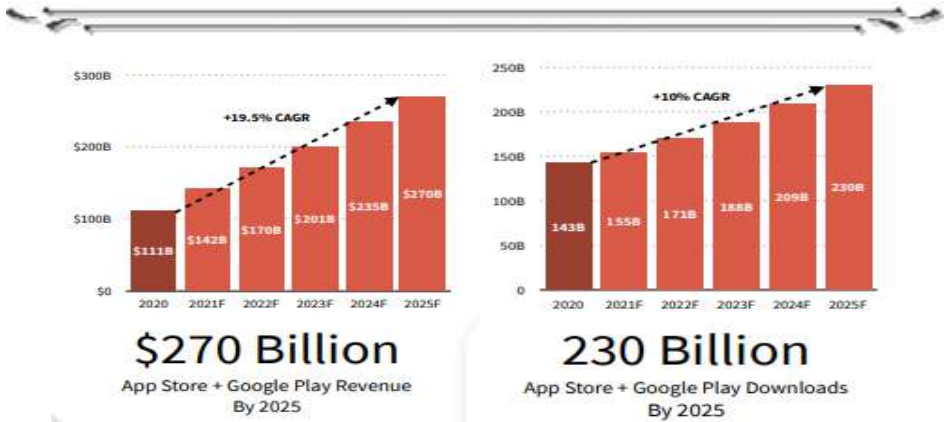 $300B
+19.5% CAGR
$200B
$100B
$0
$111B
$142B
$170B
$201B
$235B
$270B
2020 2021F 2022F 2023F 2024F 2025F
$270 Billion
App Store + Google Play Revenue
By 2025
250B
+10% CAGR
200B
150B
100B
50B
0
143B
155B
171B
188B
209B
230B
2020 2021F 2022F 2023F 2024F 2025F
230 Billion
App Store + Google Play Downloads
By 2025